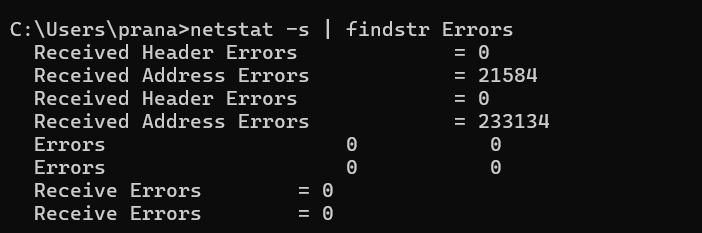 C:\Users\prana>netstat -s | findstr Errors
  Received Header Errors             = 0
  Received Address Errors            = 21584
  Received Header Errors             = 0
  Received Address Errors            = 233134
  Errors                    0           0
  Errors                    0           0
  Receive Errors        = 0
  Receive Errors        = 0